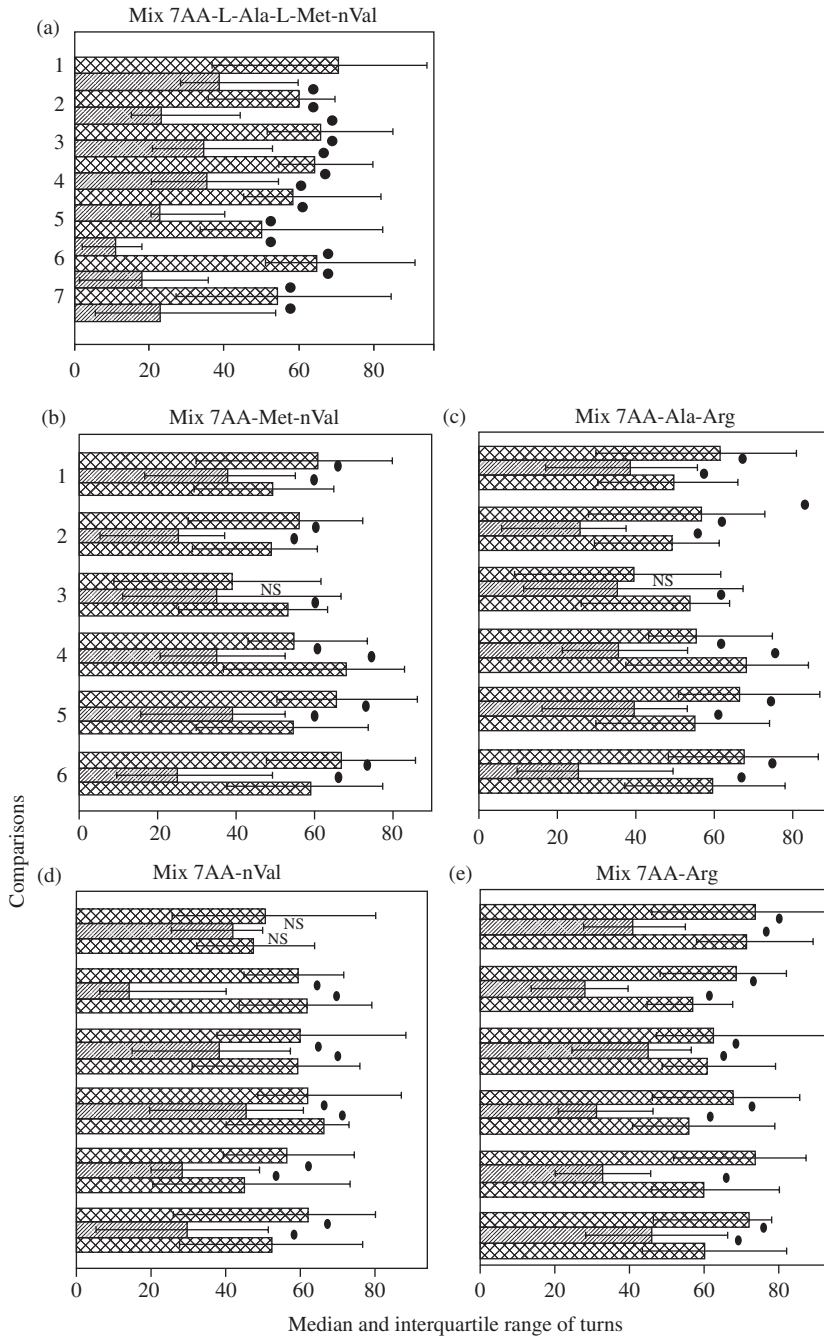 Mix 7AA-L-Ala-L-Met-nVal
(a)
1
2
3
4
5
6
7
0 20 40 60 80
(b) Mix 7AA-Met-nVal
1
2
3 NS
4
5
6
0 20 40 60 80
(c) Mix 7AA-Ala-Arg
NS
0 20 40 60 80
Comparisons
(d) Mix 7AA-nVal
NS
NS
0 20 40 60 80
(e) Mix 7AA-Arg
0 20 40 60 80
Median and interquartile range of turns